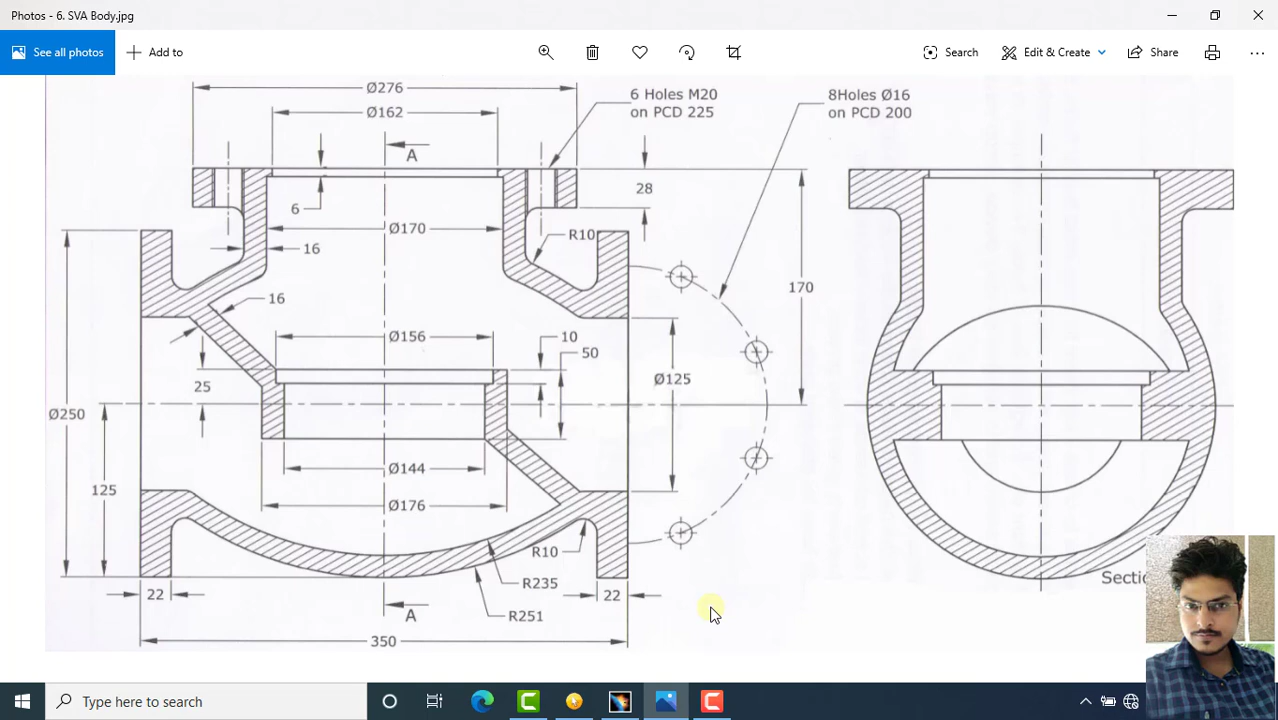 Photos - 6. SVA Body.jpg
See all photos
Add to
Search
Edit & Create
Share
Ø276
Ø162
6 Holes M20
on PCD 225
8Holes Ø16
on PCD 200
A
28
6
Ø170
R10
16
170
16
Ø156
10
50
25
Ø125
Ø250
Ø144
125
Ø176
R10
R235
22
22
R251
A
350
Sectio
Type here to search